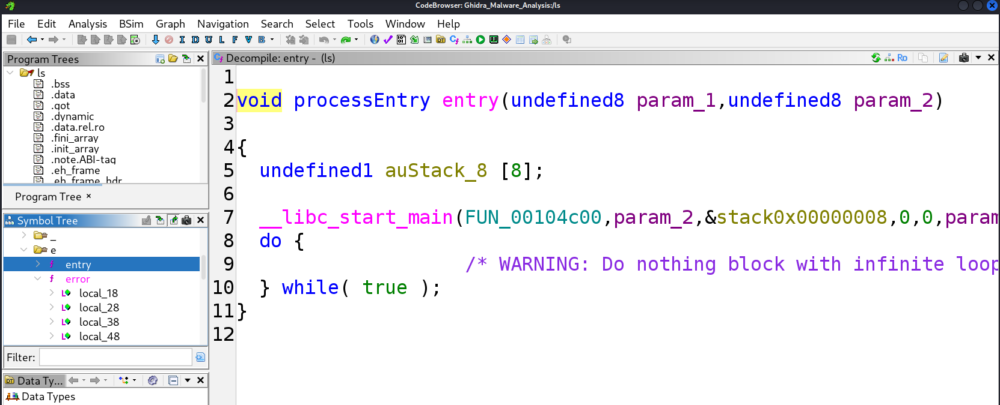 CodeBrowser: Ghidra_Malware_Analysis:/ls
File Edit Analysis BSim Graph Navigation Search Select Tools Window Help
I D U L F V B
Program Trees
ls
.bss
.data
.got
.dynamic
.data.rel.ro
.fini_array
.init_array
.note.ABI-tag
.eh_frame
.eh_frame_hdr
Program Tree ×
Symbol Tree
_
e
f entry
f error
L local_18
L local_28
L local_38
L local_48
Filter:
DT Data Ty...
Data Types
Cf Decompile: entry - (ls)
Ro
1
2 void processEntry entry(undefined8 param_1,undefined8 param_2)
3
4 {
5 undefined1 auStack_8 [8];
6
7 __libc_start_main(FUN_00104c00,param_2,&stack0x00000008,0,0,param
8 do {
9 /* WARNING: Do nothing block with infinite loop
10 } while( true );
11 }
12